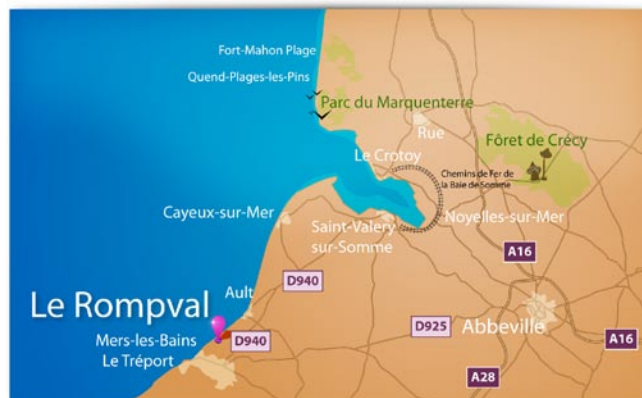 Fort-Mahon Plage
Quend-Plages-les-Pins
Parc du Marquenterre
Rue
Fôret de Crécy
Le Crotoy
Chemins de Fer de
la Baie de Somme
Cayeux-sur-Mer
Saint-Valery
sur-Somme
Noyelles-sur-Mer
A16
D940
Ault
Le Rompval
Mers-les-Bains
Le Tréport
D940
D925
Abbeville
A16
A28